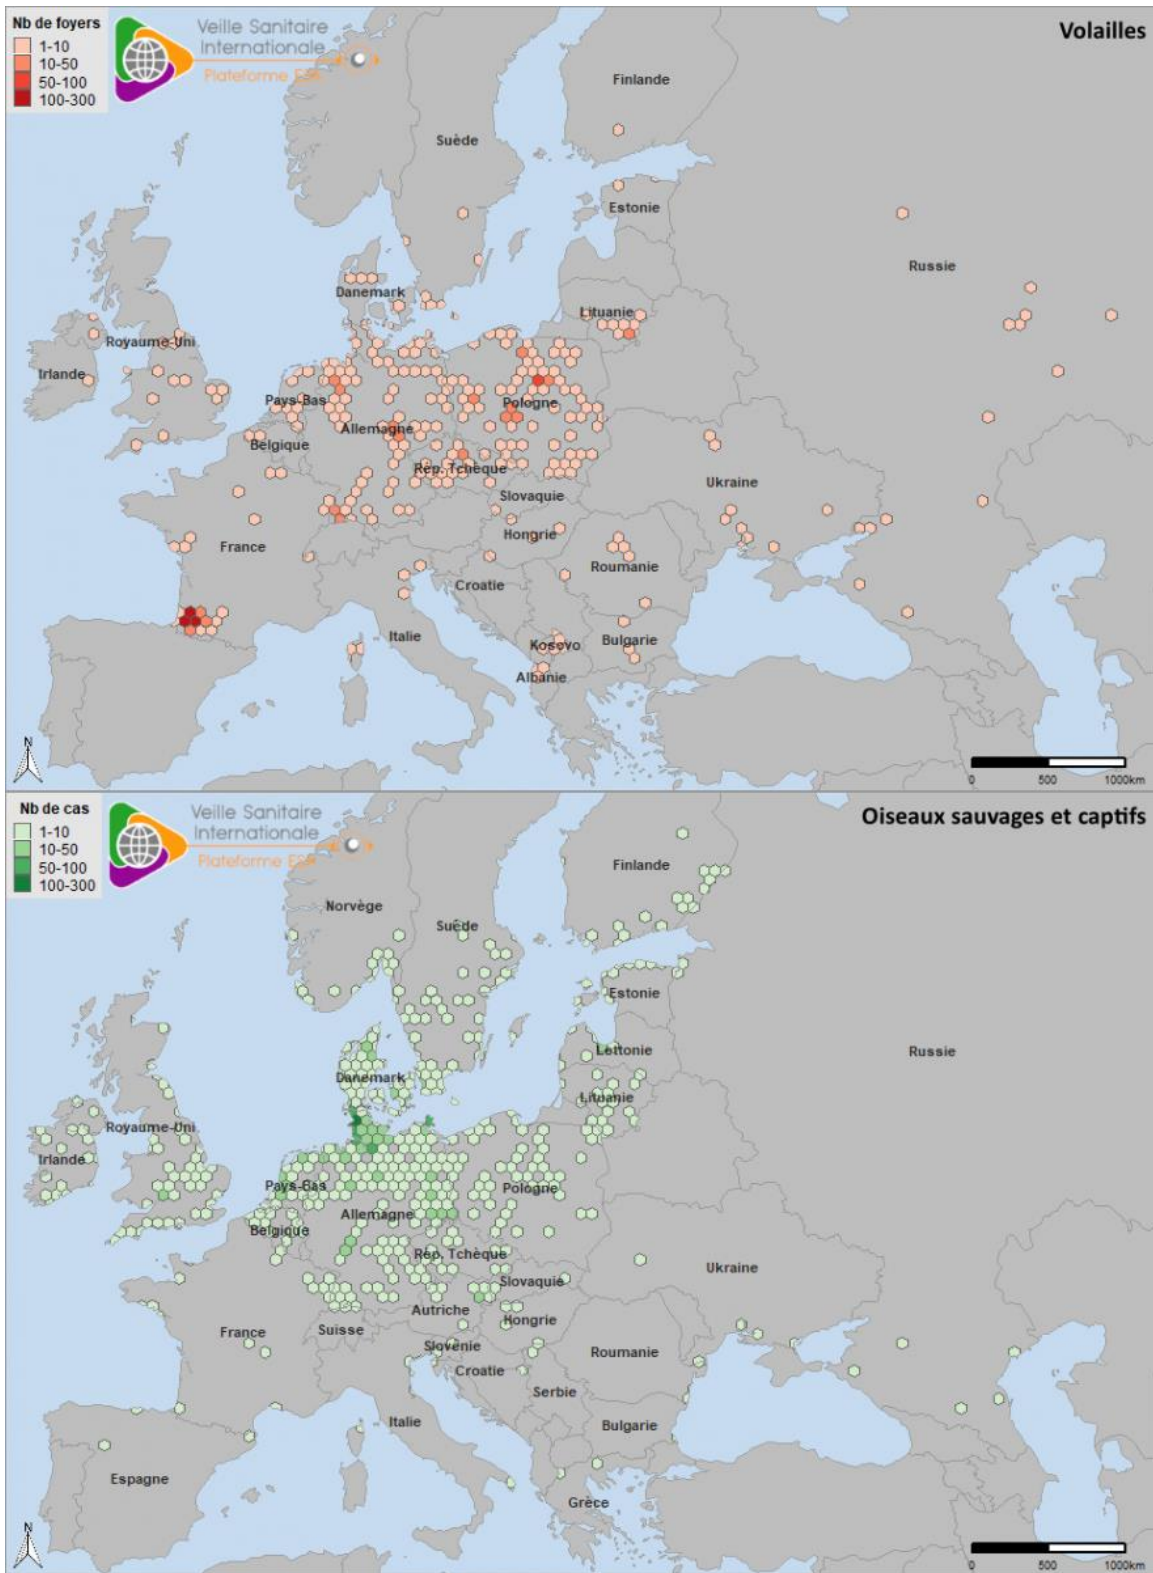 Nb de foyers
1-10
10-50
50-100
100-300
Veille Sanitaire
Internationale
Plateforme ESA
Volailles
Finlande
Suède
Estonie
Russie
Danemark
Lituanie
Royaume-Uni
Irlande
Pays-Bas
Pologne
Allemagne
Belgique
Rép. Tchèque
Ukraine
Slovaquie
Hongrie
France
Roumanie
Croatie
Italie
Kosovo
Bulgarie
Albanie
N
0 500 1000km
Nb de cas
1-10
10-50
50-100
100-300
Veille Sanitaire
Internationale
Plateforme ESA
Oiseaux sauvages et captifs
Finlande
Norvège
Suède
Estonie
Lettonie
Russie
Danemark
Lituanie
Royaume-Uni
Irlande
Pays-Bas
Pologne
Allemagne
Belgique
Rép. Tchèque
Ukraine
Slovaquie
Autriche
Hongrie
France
Suisse
Slovénie
Roumanie
Croatie
Serbie
Italie
Bulgarie
Espagne
Grèce
N
0 500 1000km